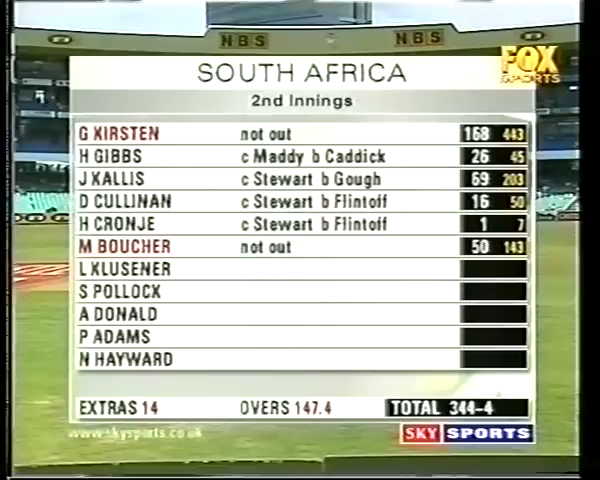 NBS NBS
FOX
SPORTS
SOUTH AFRICA
2nd Innings
G KIRSTEN not out 168 443
H GIBBS c Maddy b Caddick 26 45
J KALLIS c Stewart b Gough 69 203
D CULLINAN c Stewart b Flintoff 16 50
H CRONJE c Stewart b Flintoff 1 7
M BOUCHER not out 50 143
L KLUSENER
S POLLOCK
A DONALD
P ADAMS
N HAYWARD
EXTRAS 14 OVERS 147.4 TOTAL 344-4
www.skysports.co.uk SKY SPORTS